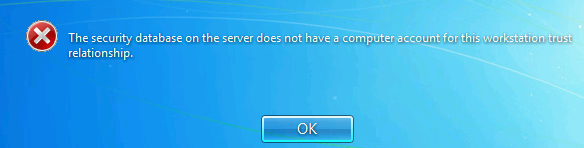 The security database on the server does not have a computer account for this workstation trust
relationship.
OK